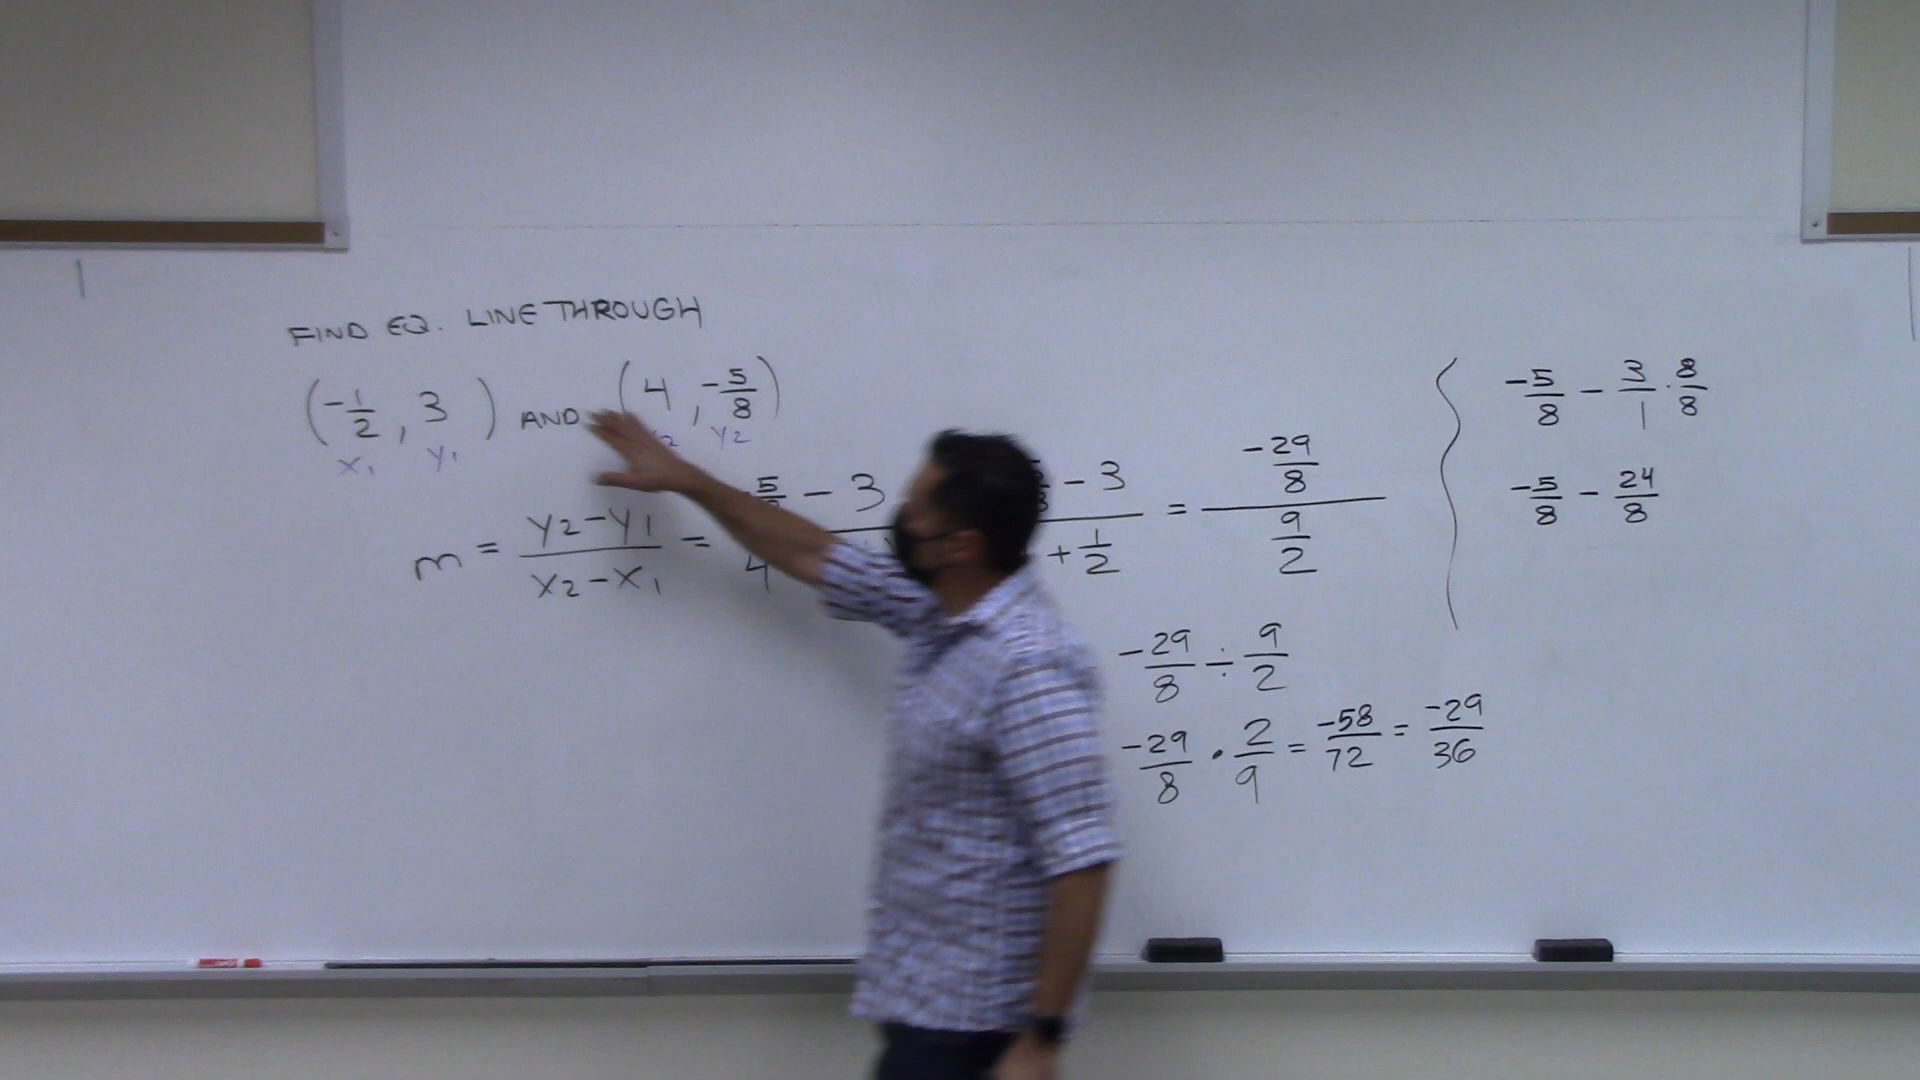 FIND EQ. LINE THROUGH
(-1/2, 3) AND (4, -5/8)
x₁ y₁ y₂
m = (y₂-y₁)/(x₂-x₁) = 5 - 3 / 4 - 3 / + 1/2 = (-29/8)/(9/2)
-29/8 ÷ 9/2
-29/8 · 2/9 = -58/72 = -29/36
-5/8 - 3/1 · 8/8
-5/8 - 24/8